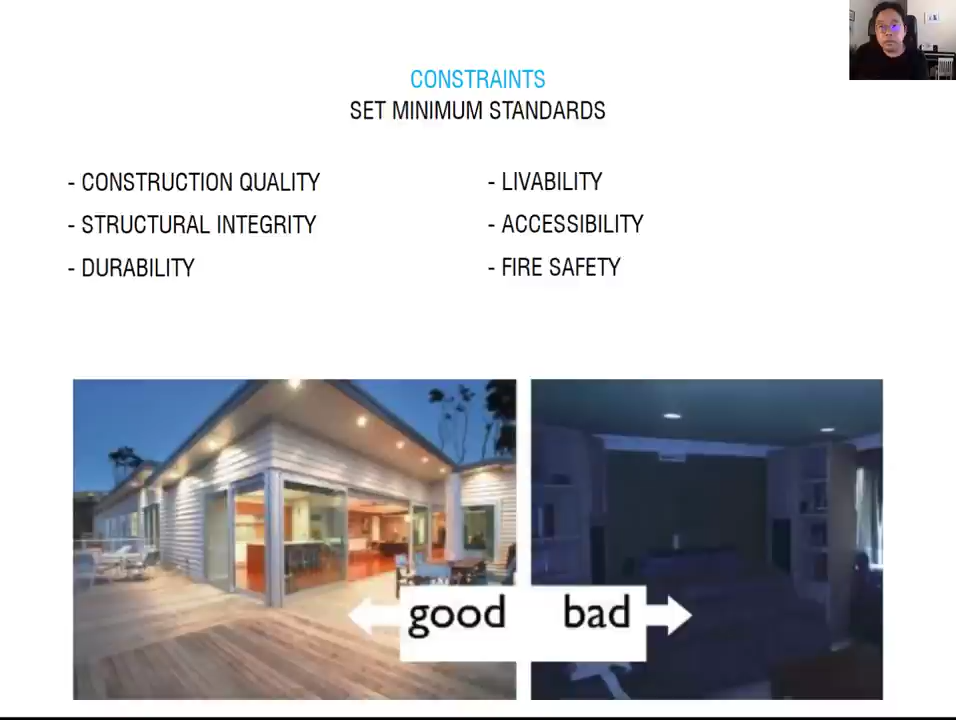 CONSTRAINTS
SET MINIMUM STANDARDS
- CONSTRUCTION QUALITY
- STRUCTURAL INTEGRITY
- DURABILITY
- LIVABILITY
- ACCESSIBILITY
- FIRE SAFETY
good bad